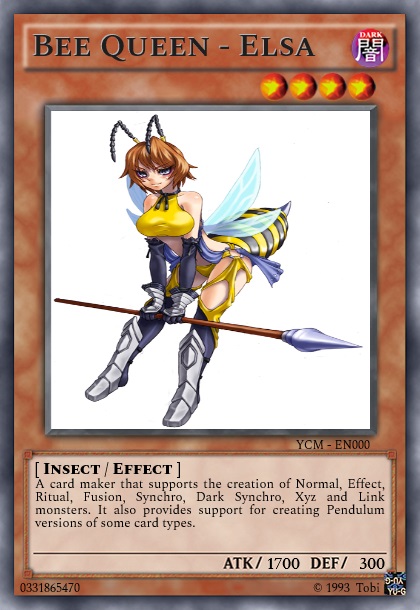 Bee Queen - Elsa
DARK
闇
YCM - EN000
[ Insect / Effect ]
A card maker that supports the creation of Normal, Effect,
Ritual, Fusion, Synchro, Dark Synchro, Xyz and Link
monsters. It also provides support for creating Pendulum
versions of some card types.
ATK / 1700 DEF / 300
0331865470
© 1993 Tobi